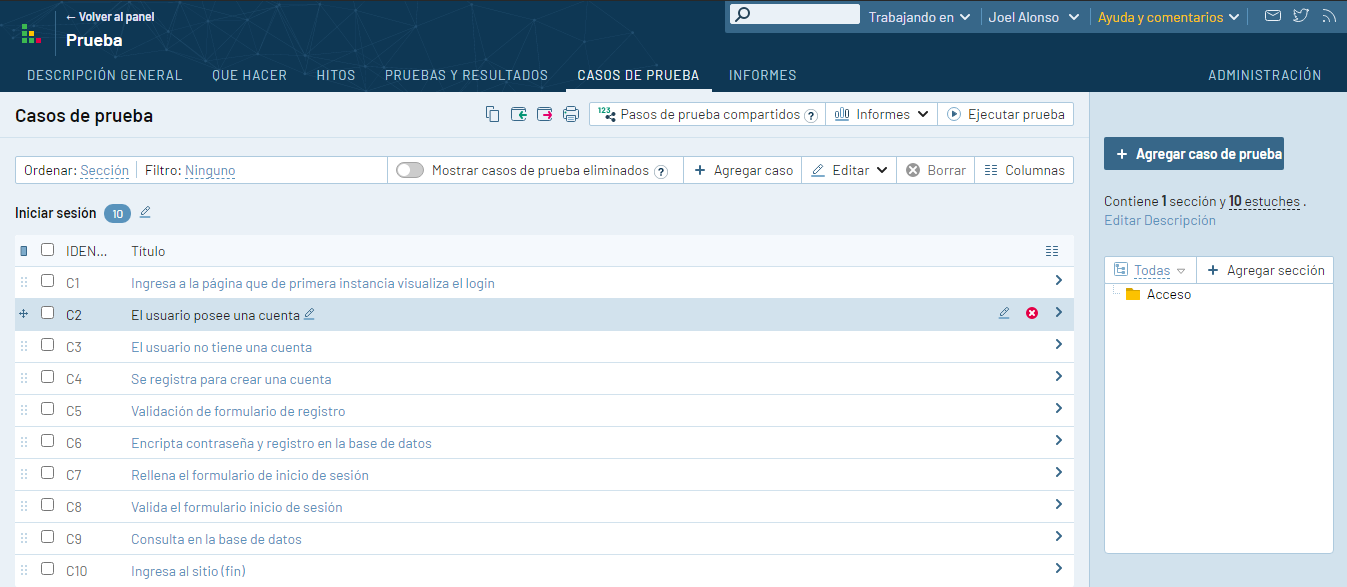 ← Volver al panel
Prueba
Trabajando en
Joel Alonso
Ayuda y comentarios
DESCRIPCIÓN GENERAL
QUE HACER
HITOS
PRUEBAS Y RESULTADOS
CASOS DE PRUEBA
INFORMES
ADMINISTRACIÓN
Casos de prueba
123 Pasos de prueba compartidos ?
Informes
Ejecutar prueba
Ordenar: Sección
Filtro: Ninguno
Mostrar casos de prueba eliminados ?
+ Agregar caso
Editar
Borrar
Columnas
Iniciar sesión 10
IDEN... Título
C1 Ingresa a la página que de primera instancia visualiza el login
C2 El usuario posee una cuenta
C3 El usuario no tiene una cuenta
C4 Se registra para crear una cuenta
C5 Validación de formulario de registro
C6 Encripta contraseña y registro en la base de datos
C7 Rellena el formulario de inicio de sesión
C8 Valida el formulario inicio de sesión
C9 Consulta en la base de datos
C10 Ingresa al sitio (fin)
+ Agregar caso de prueba
Contiene 1 sección y 10 estuches .
Editar Descripción
Todas
+ Agregar sección
Acceso